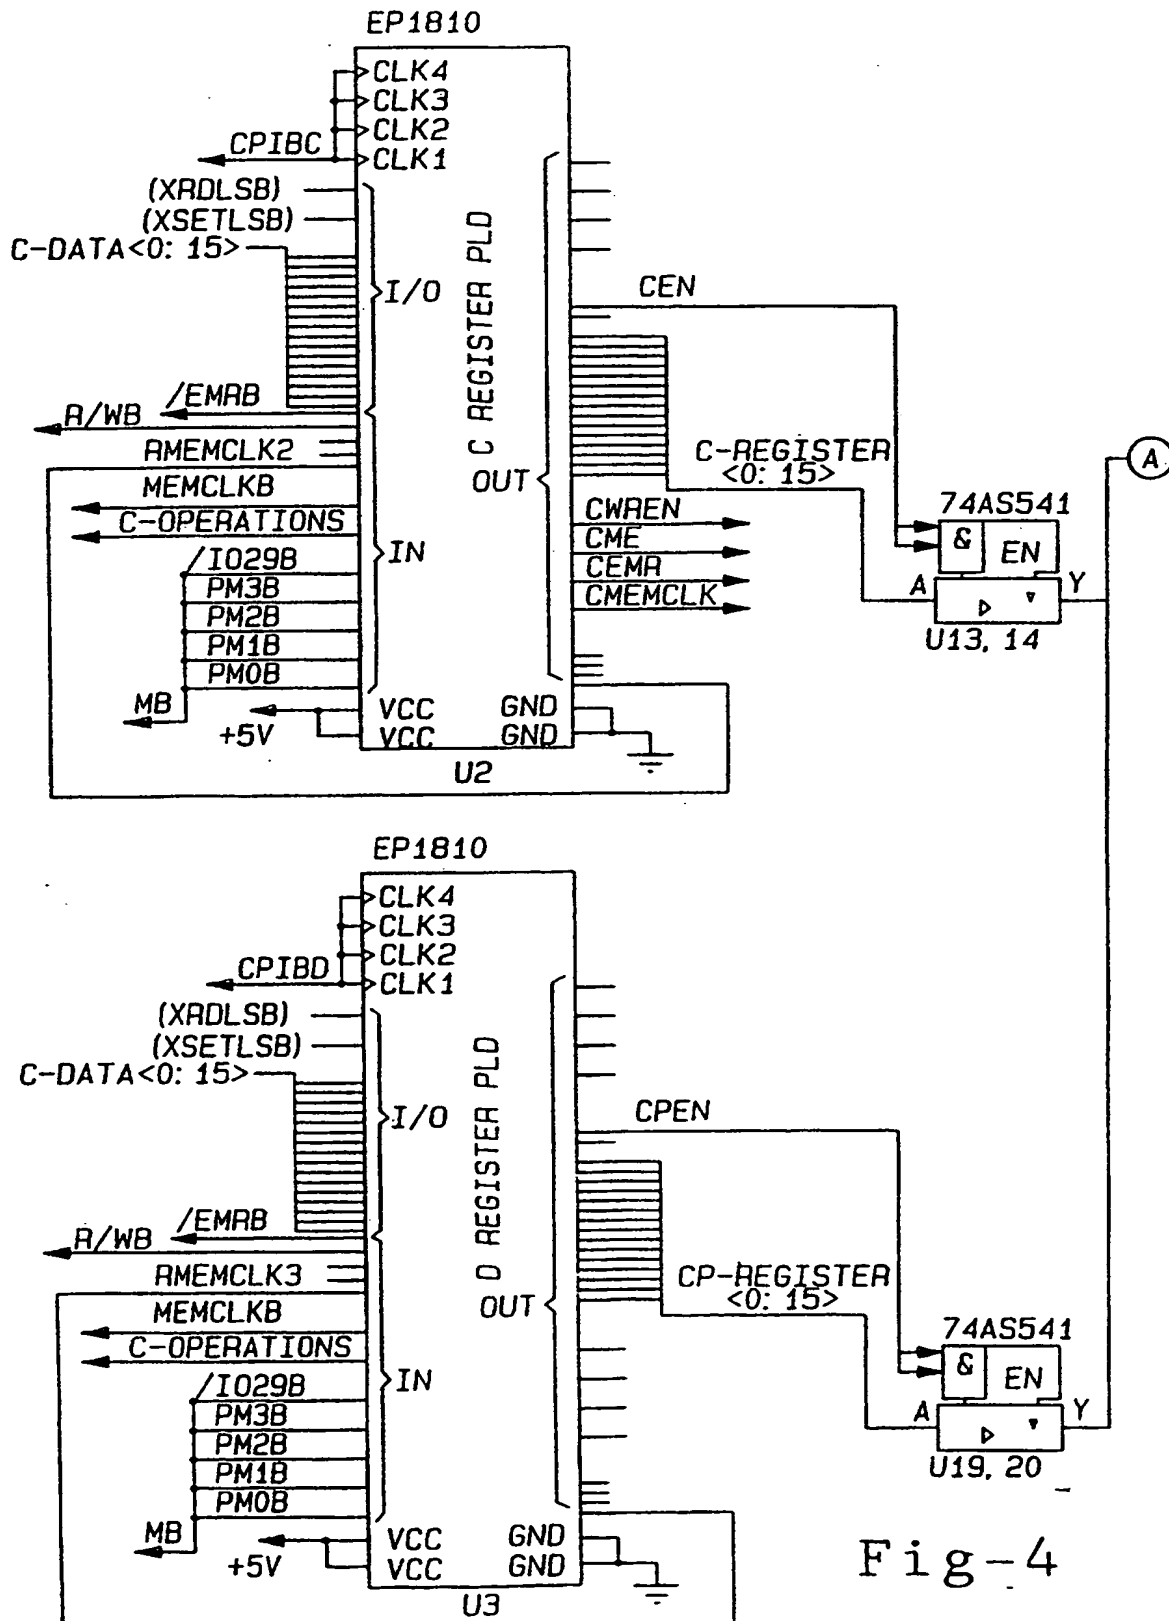 EP1810
CLK4
CLK3
CLK2
CPIBC
CLK1
(XRDLSB)
(XSETLSB)
C-DATA<0: 15>
I/O
C REGISTER PLD
CEN
/EMRB
R/WB
RMEMCLK2
MEMCLKB
C-OPERATIONS
OUT
C-REGISTER
<0: 15>
A
74AS541
&
EN
CWREN
CME
IN
/IO29B
CEMR
PM3B
CMEMCLK
A
Y
PM2B
U13, 14
PM1B
PM0B
MB
VCC
GND
+5V
VCC
GND
U2
EP1810
CLK4
CLK3
CLK2
CPIBD
CLK1
(XRDLSB)
(XSETLSB)
C-DATA<0: 15>
I/O
D REGISTER PLD
CPEN
/EMRB
R/WB
RMEMCLK3
MEMCLKB
C-OPERATIONS
OUT
CP-REGISTER
<0: 15>
74AS541
&
EN
IN
/IO29B
PM3B
A
Y
PM2B
U19, 20
PM1B
PM0B
MB
VCC
GND
+5V
VCC
GND
U3
Fig-4